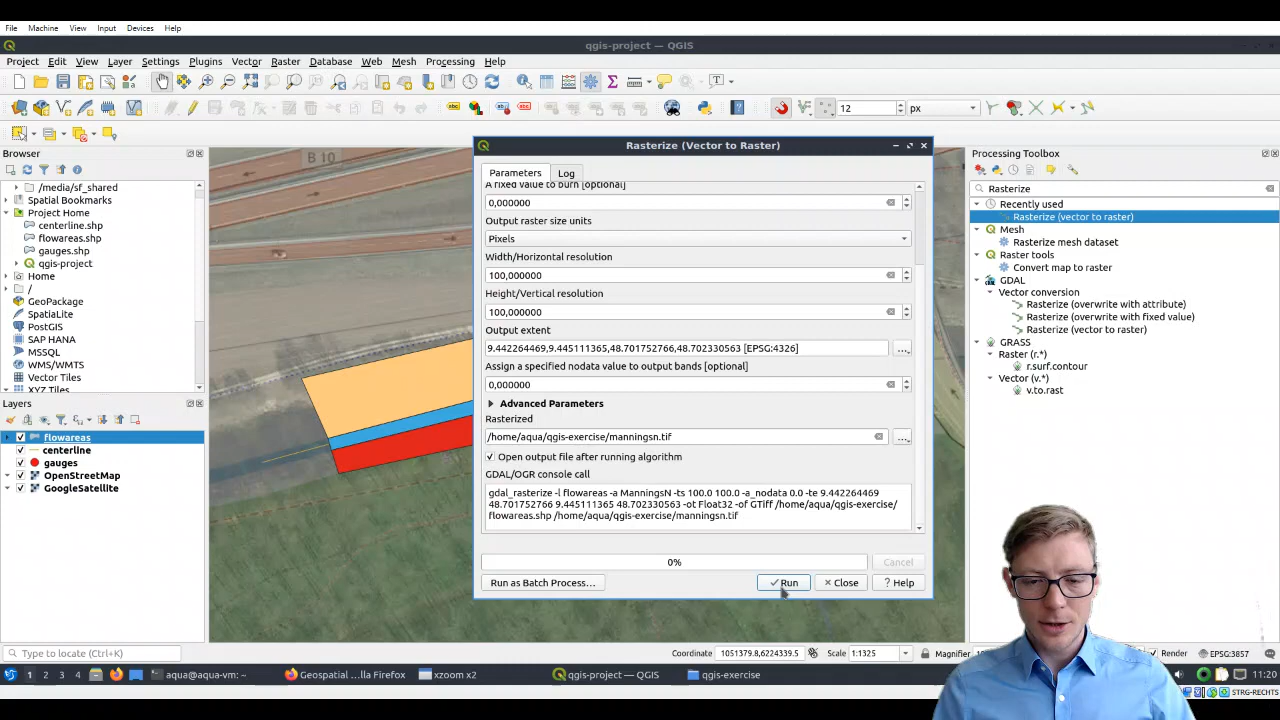 File Machine View Input Devices Help
qgis-project — QGIS
Project Edit View Layer Settings Plugins Vector Raster Database Web Mesh Processing Help
12 px
Browser
/media/sf_shared
Spatial Bookmarks
Project Home
centerline.shp
flowareas.shp
gauges.shp
qgis-project
Home
/
GeoPackage
SpatiaLite
PostGIS
SAP HANA
MSSQL
WMS/WMTS
Vector Tiles
XYZ Tiles
Layers
flowareas
centerline
gauges
OpenStreetMap
GoogleSatellite
B 10
Rasterize (Vector to Raster)
Parameters Log
A fixed value to burn [optional]
0,000000
Output raster size units
Pixels
Width/Horizontal resolution
100,000000
Height/Vertical resolution
100,000000
Output extent
9.442264469,9.445111365,48.701752766,48.702330563 [EPSG:4326]
Assign a specified nodata value to output bands [optional]
0,000000
Advanced Parameters
Rasterized
/home/aqua/qgis-exercise/manningsn.tif
Open output file after running algorithm
GDAL/OGR console call
gdal_rasterize -l flowareas -a ManningsN -ts 100.0 100.0 -a_nodata 0.0 -te 9.442264469
48.701752766 9.445111365 48.702330563 -ot Float32 -of GTiff /home/aqua/qgis-exercise/
flowareas.shp /home/aqua/qgis-exercise/manningsn.tif
0%
Cancel
Run as Batch Process…
Run
Close
Help
Processing Toolbox
Rasterize
Recently used
Rasterize (vector to raster)
Mesh
Rasterize mesh dataset
Raster tools
Convert map to raster
GDAL
Vector conversion
Rasterize (overwrite with attribute)
Rasterize (overwrite with fixed value)
Rasterize (vector to raster)
GRASS
Raster (r.*)
r.surf.contour
Vector (v.*)
v.to.rast
Type to locate (Ctrl+K)
Coordinate 1051379.8,6224339.5 Scale 1:1325 Magnifier Render EPSG:3857
1 2 3 4 aqua@aqua-vm: ~ Geospatial …lla Firefox xzoom x2 qgis-project — QGIS qgis-exercise 11:20
STRG-RECHTS